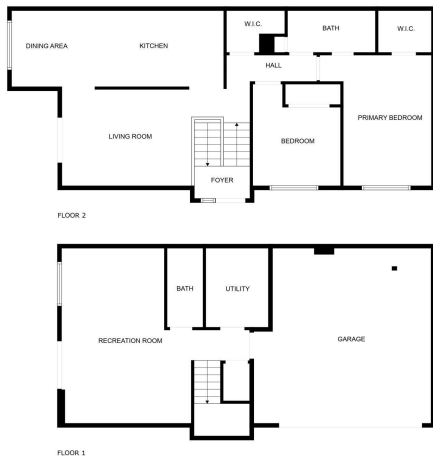 W.I.C.
BATH
W.I.C.
DINING AREA
KITCHEN
HALL
PRIMARY BEDROOM
LIVING ROOM
BEDROOM
FOYER
FLOOR 2
BATH
UTILITY
RECREATION ROOM
GARAGE
FLOOR 1